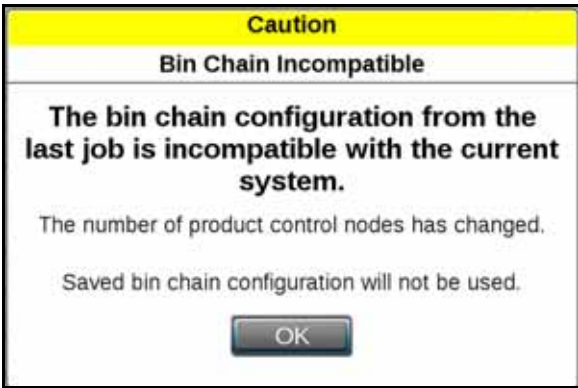 Caution
Bin Chain Incompatible
The bin chain configuration from the
last job is incompatible with the current
system.
The number of product control nodes has changed.
Saved bin chain configuration will not be used.
OK